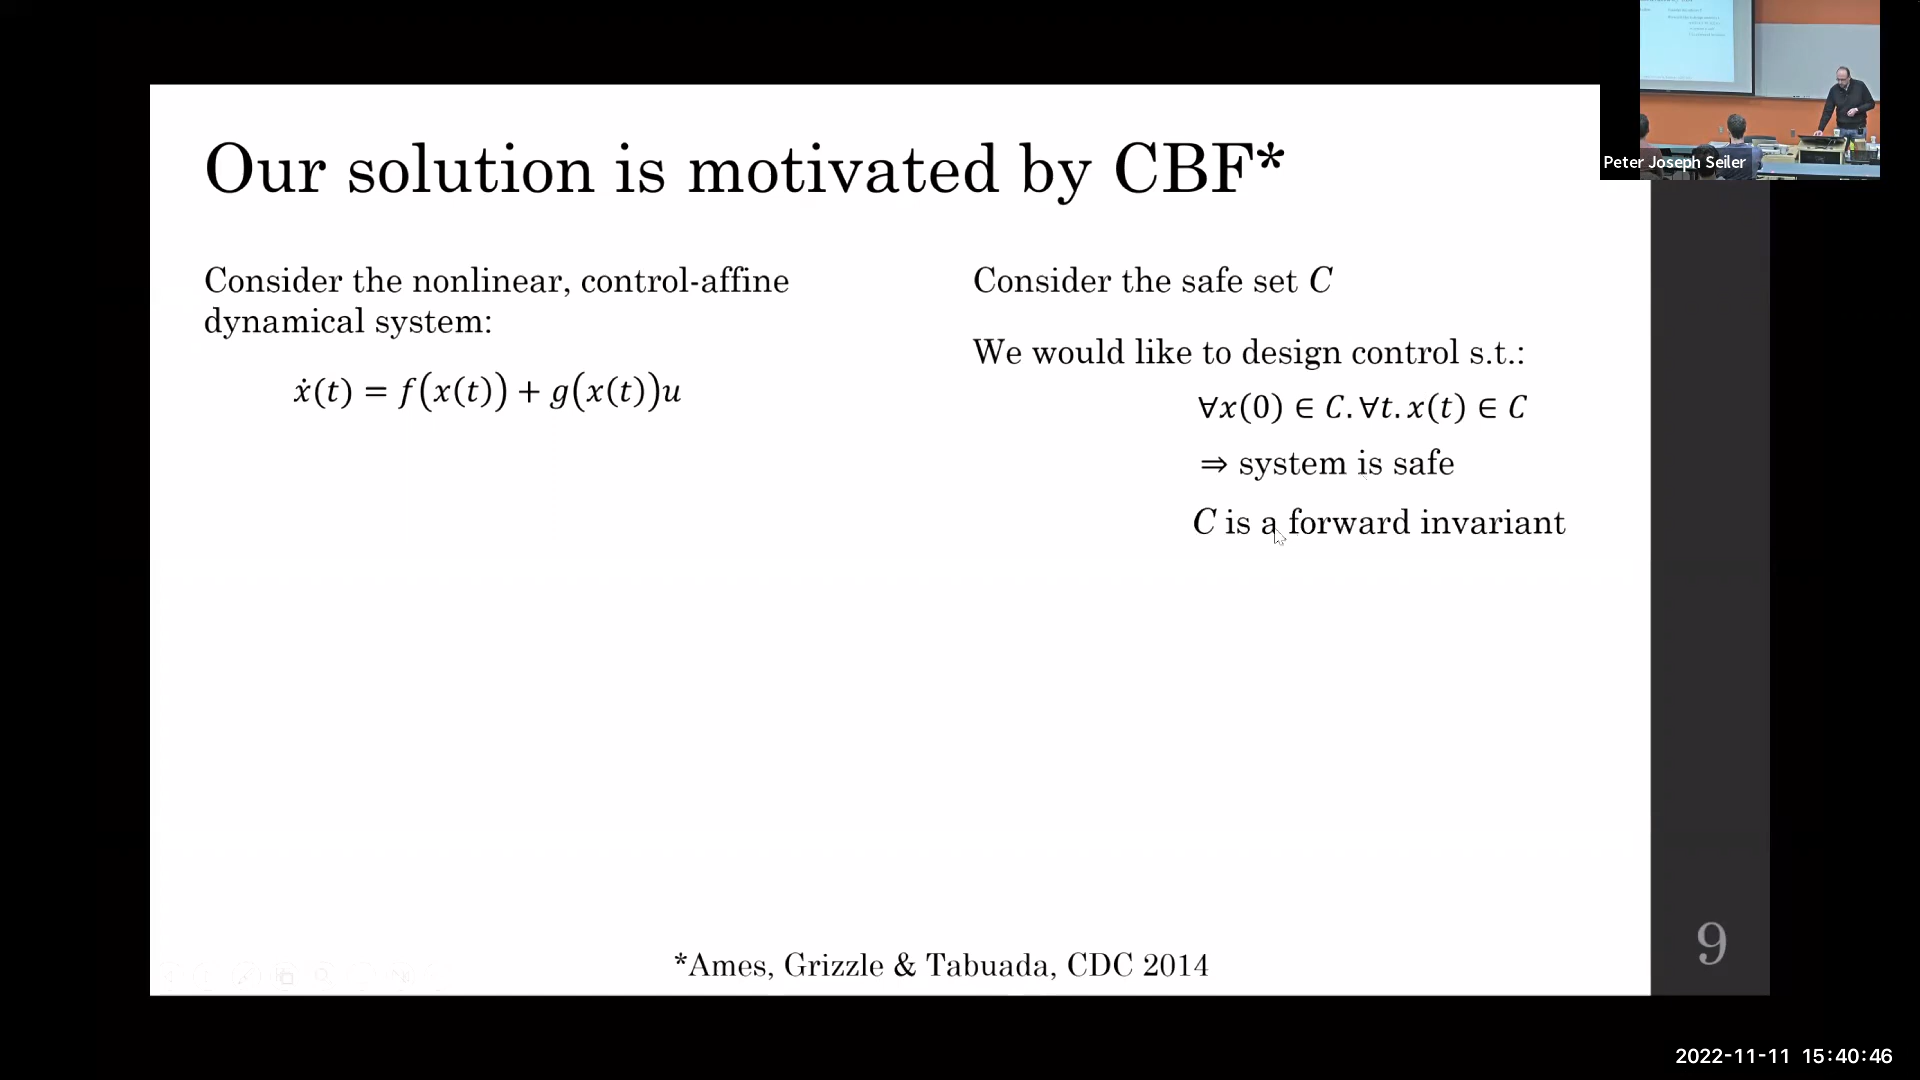 Our solution is motivated by CBF*
Consider the nonlinear, control-affine
dynamical system:
ẋ(t) = f(x(t)) + g(x(t))u
Consider the safe set C
We would like to design control s.t.:
∀x(0) ∈ C. ∀t. x(t) ∈ C
⇒ system is safe
C is a forward invariant
*Ames, Grizzle & Tabuada, CDC 2014
9
Peter Joseph Seiler
2022-11-11 15:40:46